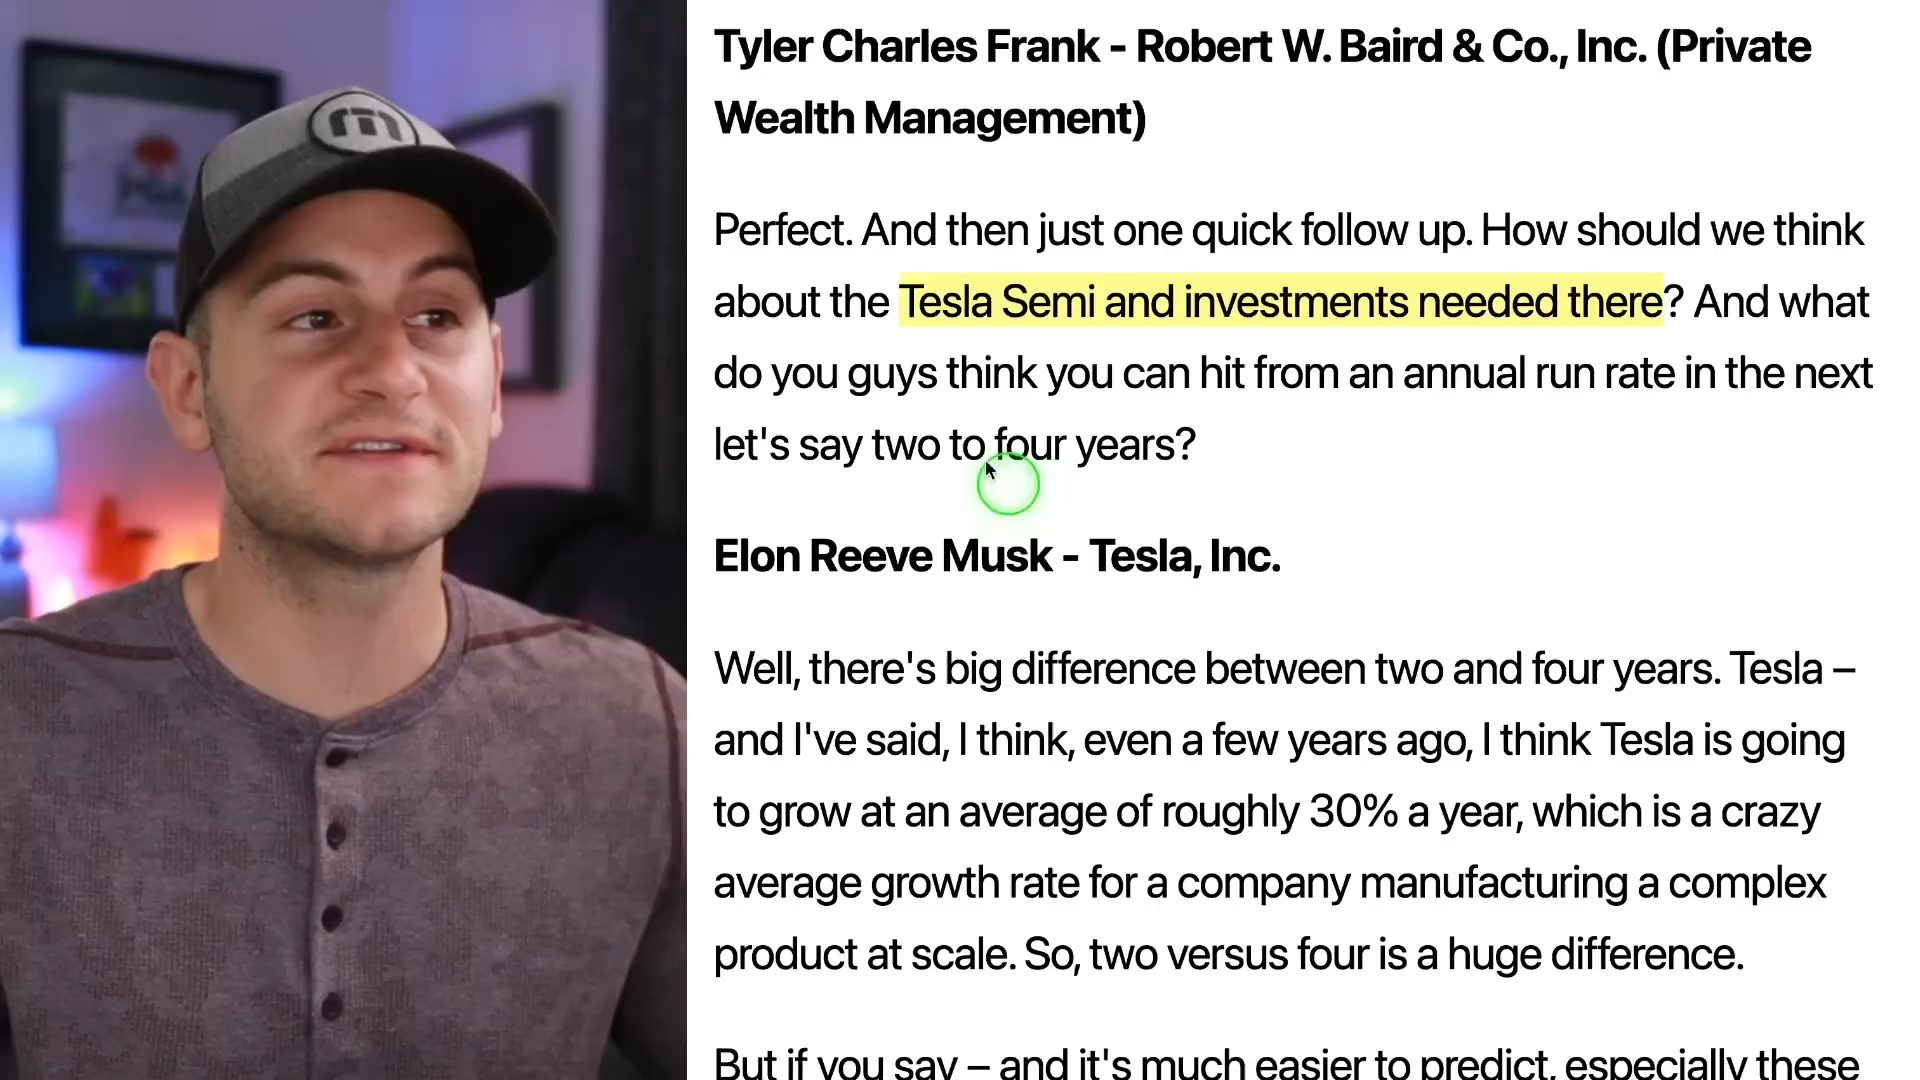 Tyler Charles Frank - Robert W. Baird & Co., Inc. (Private
Wealth Management)
Perfect. And then just one quick follow up. How should we think
about the Tesla Semi and investments needed there? And what
do you guys think you can hit from an annual run rate in the next
let's say two to four years?
Elon Reeve Musk - Tesla, Inc.
Well, there's big difference between two and four years. Tesla –
and I've said, I think, even a few years ago, I think Tesla is going
to grow at an average of roughly 30% a year, which is a crazy
average growth rate for a company manufacturing a complex
product at scale. So, two versus four is a huge difference.
But if you say – and it's much easier to predict, especially these